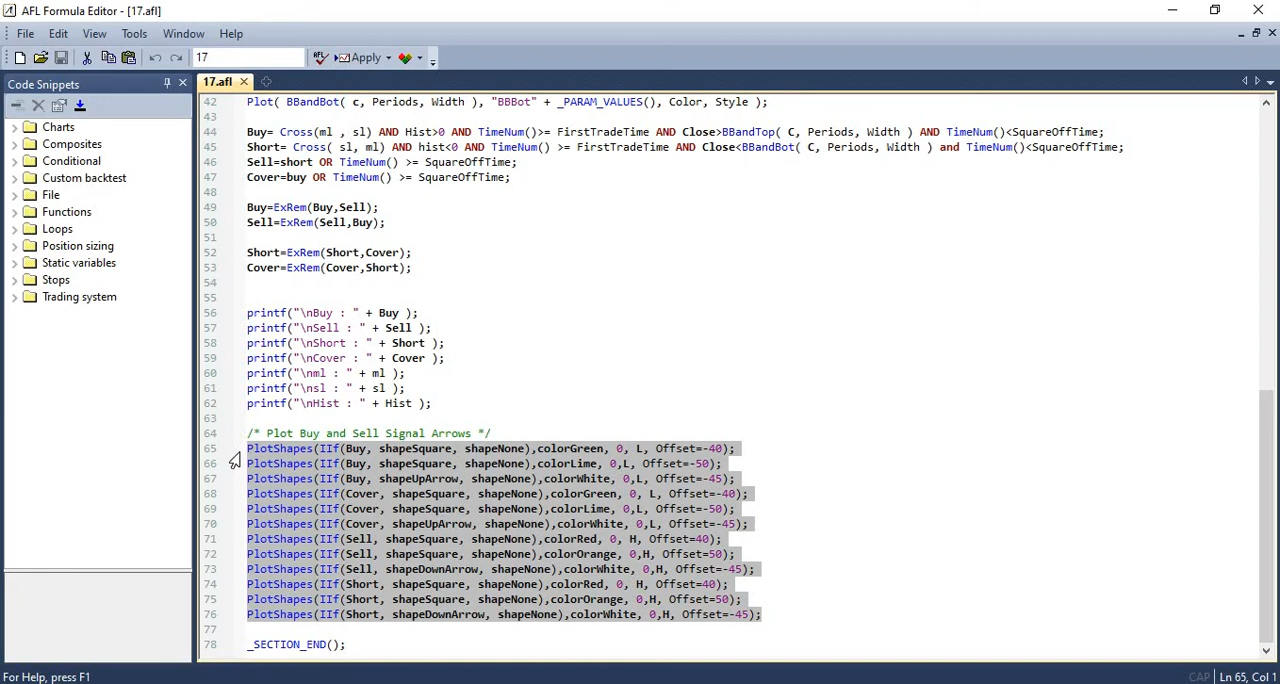 AFL Formula Editor - [17.afl]
File Edit View Tools Window Help
17 AFL Apply
Code Snippets
17.afl
Charts
Composites
Conditional
Custom backtest
File
Functions
Loops
Position sizing
Static variables
Stops
Trading system
42 Plot( BBandBot( c, Periods, Width ), "BBBot" + _PARAM_VALUES(), Color, Style );
43
44 Buy= Cross(ml , sl) AND Hist>0 AND TimeNum()>= FirstTradeTime AND Close>BBandTop( C, Periods, Width ) AND TimeNum()<SquareOffTime;
45 Short= Cross( sl, ml) AND hist<0 AND TimeNum() >= FirstTradeTime AND Close<BBandBot( C, Periods, Width ) and TimeNum()<SquareOffTime;
46 Sell=short OR TimeNum() >= SquareOffTime;
47 Cover=buy OR TimeNum() >= SquareOffTime;
48
49 Buy=ExRem(Buy,Sell);
50 Sell=ExRem(Sell,Buy);
51
52 Short=ExRem(Short,Cover);
53 Cover=ExRem(Cover,Short);
54
55
56 printf("\nBuy : " + Buy );
57 printf("\nSell : " + Sell );
58 printf("\nShort : " + Short );
59 printf("\nCover : " + Cover );
60 printf("\nml : " + ml );
61 printf("\nsl : " + sl );
62 printf("\nHist : " + Hist );
63
64 /* Plot Buy and Sell Signal Arrows */
65 PlotShapes(IIf(Buy, shapeSquare, shapeNone),colorGreen, 0, L, Offset=-40);
66 PlotShapes(IIf(Buy, shapeSquare, shapeNone),colorLime, 0,L, Offset=-50);
67 PlotShapes(IIf(Buy, shapeUpArrow, shapeNone),colorWhite, 0,L, Offset=-45);
68 PlotShapes(IIf(Cover, shapeSquare, shapeNone),colorGreen, 0, L, Offset=-40);
69 PlotShapes(IIf(Cover, shapeSquare, shapeNone),colorLime, 0,L, Offset=-50);
70 PlotShapes(IIf(Cover, shapeUpArrow, shapeNone),colorWhite, 0,L, Offset=-45);
71 PlotShapes(IIf(Sell, shapeSquare, shapeNone),colorRed, 0, H, Offset=40);
72 PlotShapes(IIf(Sell, shapeSquare, shapeNone),colorOrange, 0,H, Offset=50);
73 PlotShapes(IIf(Sell, shapeDownArrow, shapeNone),colorWhite, 0,H, Offset=-45);
74 PlotShapes(IIf(Short, shapeSquare, shapeNone),colorRed, 0, H, Offset=40);
75 PlotShapes(IIf(Short, shapeSquare, shapeNone),colorOrange, 0,H, Offset=50);
76 PlotShapes(IIf(Short, shapeDownArrow, shapeNone),colorWhite, 0,H, Offset=-45);
77
78 _SECTION_END();
For Help, press F1 CAP Ln 65, Col 1